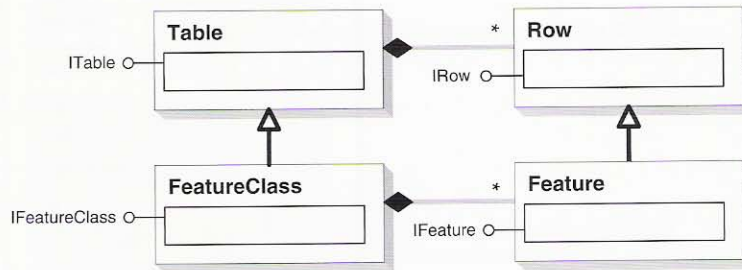 Table
*
Row
ITable
IRow
FeatureClass
*
Feature
IFeatureClass
IFeature